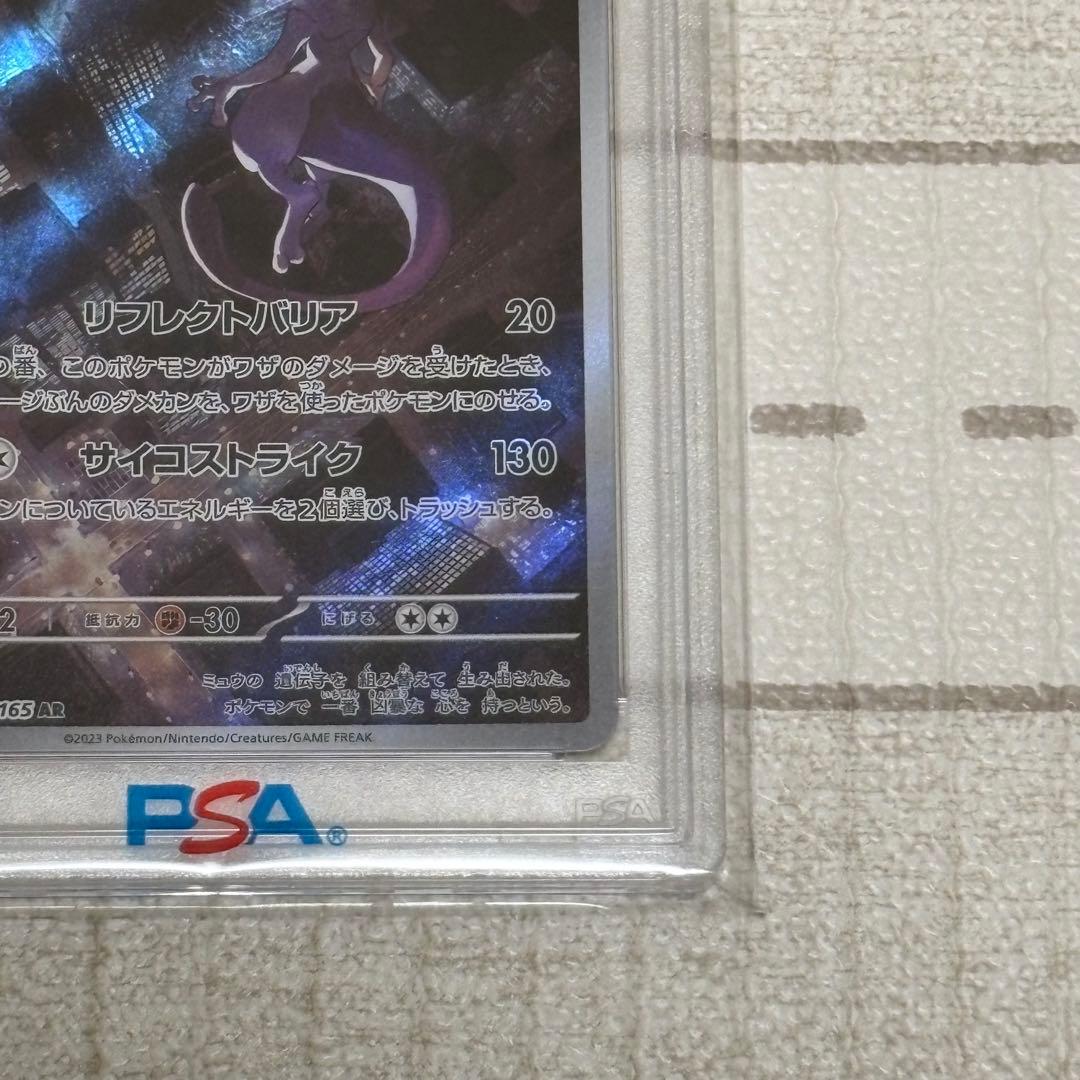 リフレクトバリア 20
の番、このポケモンがワザのダメージを受けたとき、
ージぶんのダメカンを、ワザを使ったポケモンにのせる。
サイコストライク 130
ンについているエネルギーを2個選び、トラッシュする。
2 抵抗力 -30 にげる
ミュウの 遺伝子を 組み替えて 生み出された。
ポケモンで 一番 凶暴な 心を 持つという。
165 AR
©2023 Pokémon/Nintendo/Creatures/GAME FREAK
PSA®
PSA